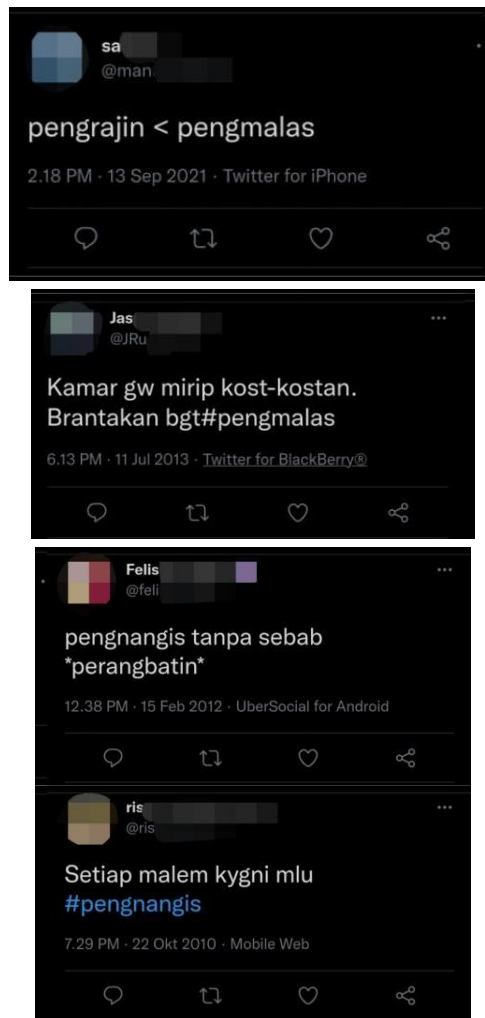 sa
@man
pengrajin < pengmalas
2.18 PM · 13 Sep 2021 · Twitter for iPhone
Jas
@JRu
Kamar gw mirip kost-kostan.
Brantakan bgt#pengmalas
6.13 PM · 11 Jul 2013 · Twitter for BlackBerry®
Felis
@feli
pengnangis tanpa sebab
*perangbatin*
12.38 PM · 15 Feb 2012 · UberSocial for Android
ris
@ris
Setiap malem kygni mlu
#pengnangis
7.29 PM · 22 Okt 2010 · Mobile Web